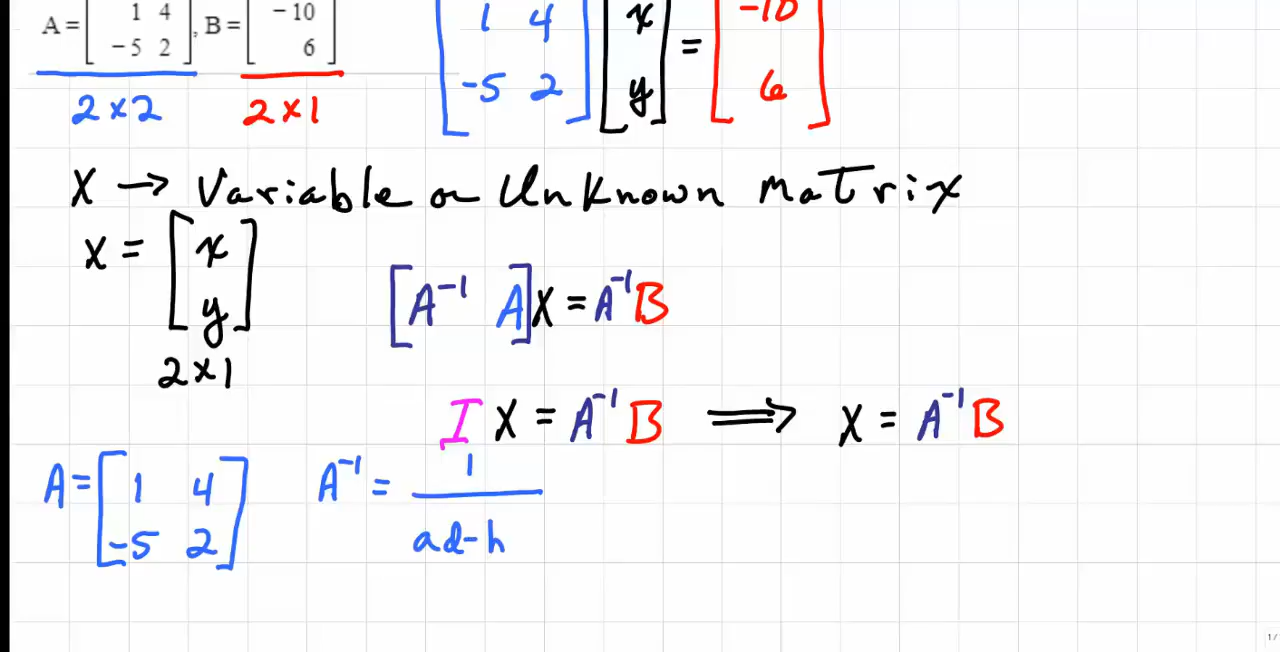 A = [ 1 4 ], B = [ -10 ] [ 1 4 ] [ x ] = [ -10 ]
-5 2 6 -5 2 y 6
2 x 2 2 x 1
X → Variable or Unknown Matrix
X = [ x
y ]
2 x 1
[A⁻¹ A]X = A⁻¹B
I X = A⁻¹B ⟹ X = A⁻¹B
A = [ 1 4 ] A⁻¹ = 1
-5 2 ad-h
1/